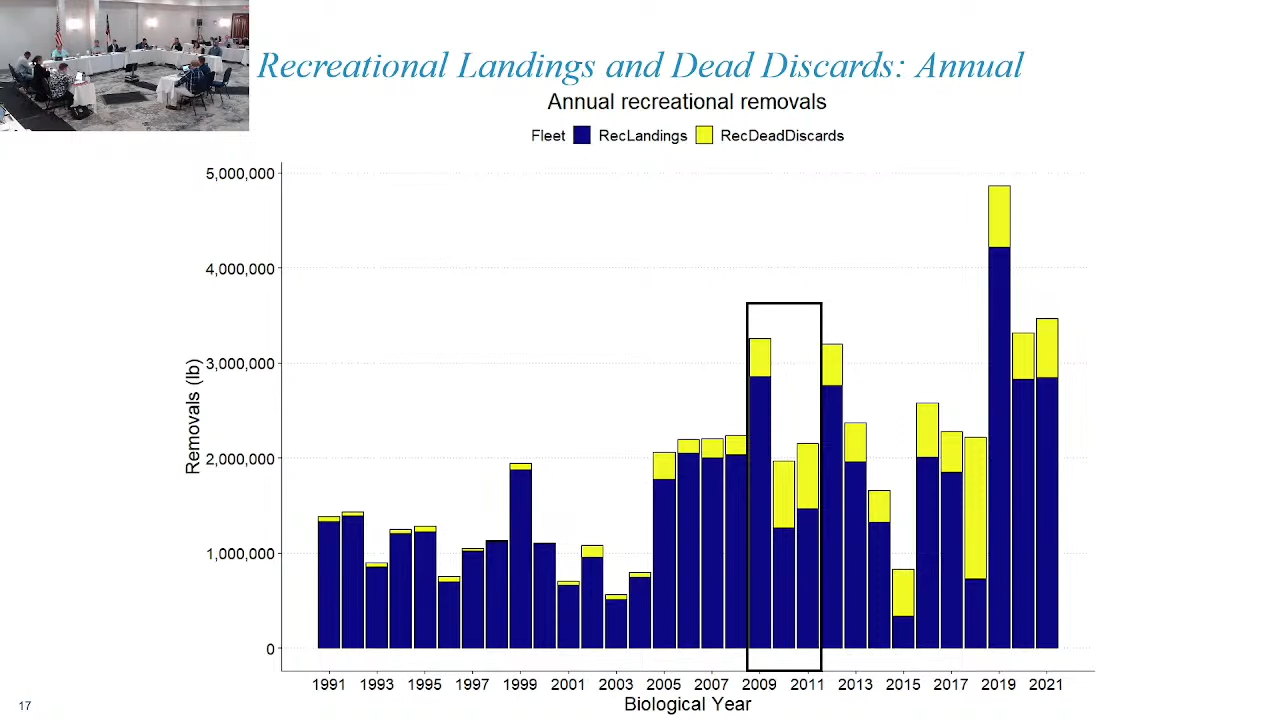 Recreational Landings and Dead Discards: Annual
Annual recreational removals
Fleet RecLandings RecDeadDiscards
5,000,000
4,000,000
3,000,000
2,000,000
1,000,000
0
Removals (lb)
1991 1993 1995 1997 1999 2001 2003 2005 2007 2009 2011 2013 2015 2017 2019 2021
Biological Year
17